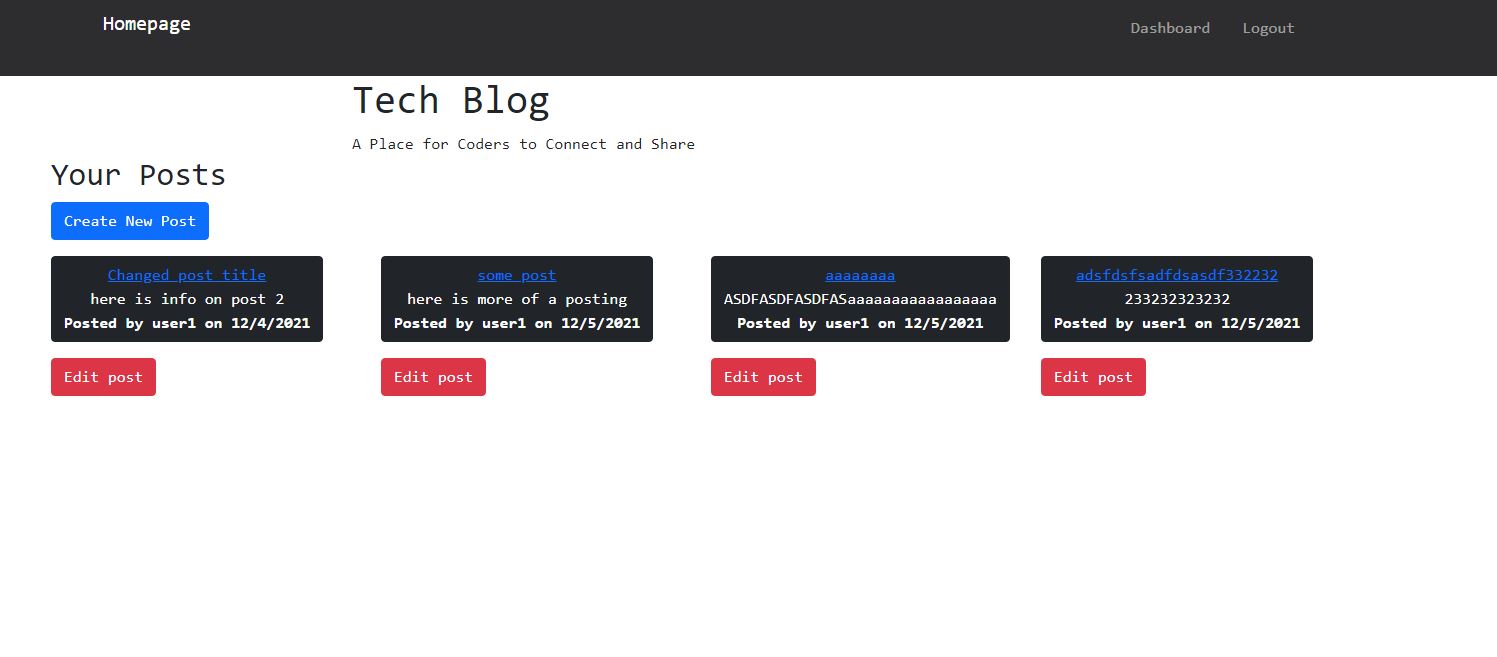 Homepage
Dashboard
Logout
Tech Blog
A Place for Coders to Connect and Share
Your Posts
Create New Post
Changed post title
here is info on post 2
Posted by user1 on 12/4/2021
Edit post
some post
here is more of a posting
Posted by user1 on 12/5/2021
Edit post
aaaaaaaa
ASDFASDFASDFASaaaaaaaaaaaaaaaaa
Posted by user1 on 12/5/2021
Edit post
adsfdsfsadfdsasdf332232
233232323232
Posted by user1 on 12/5/2021
Edit post